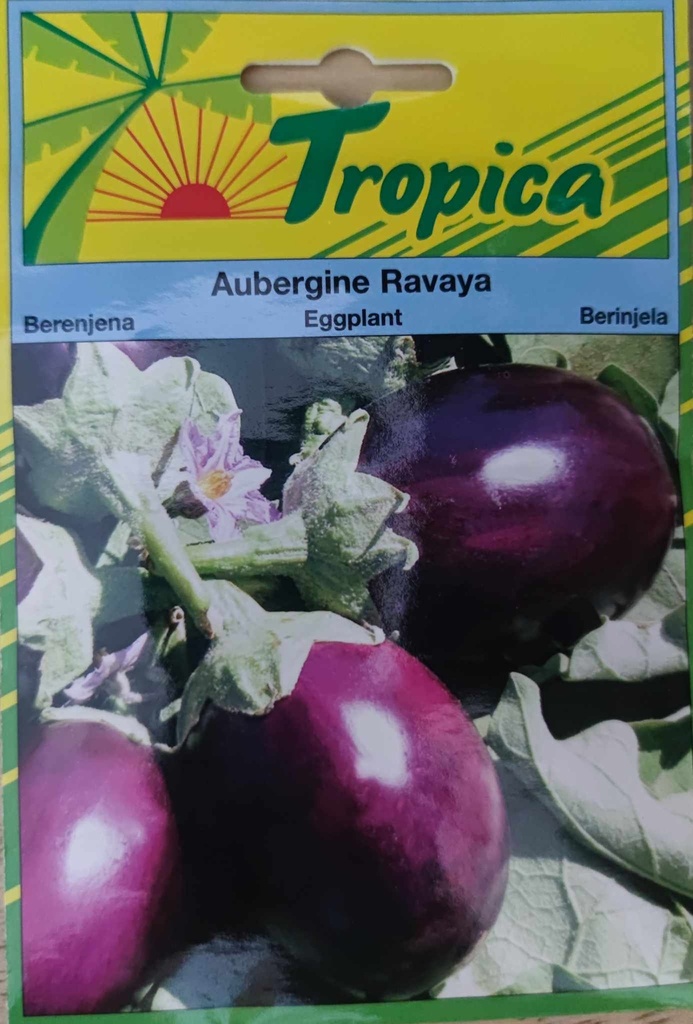 Tropica
Aubergine Ravaya
Berenjena Eggplant Berinjela